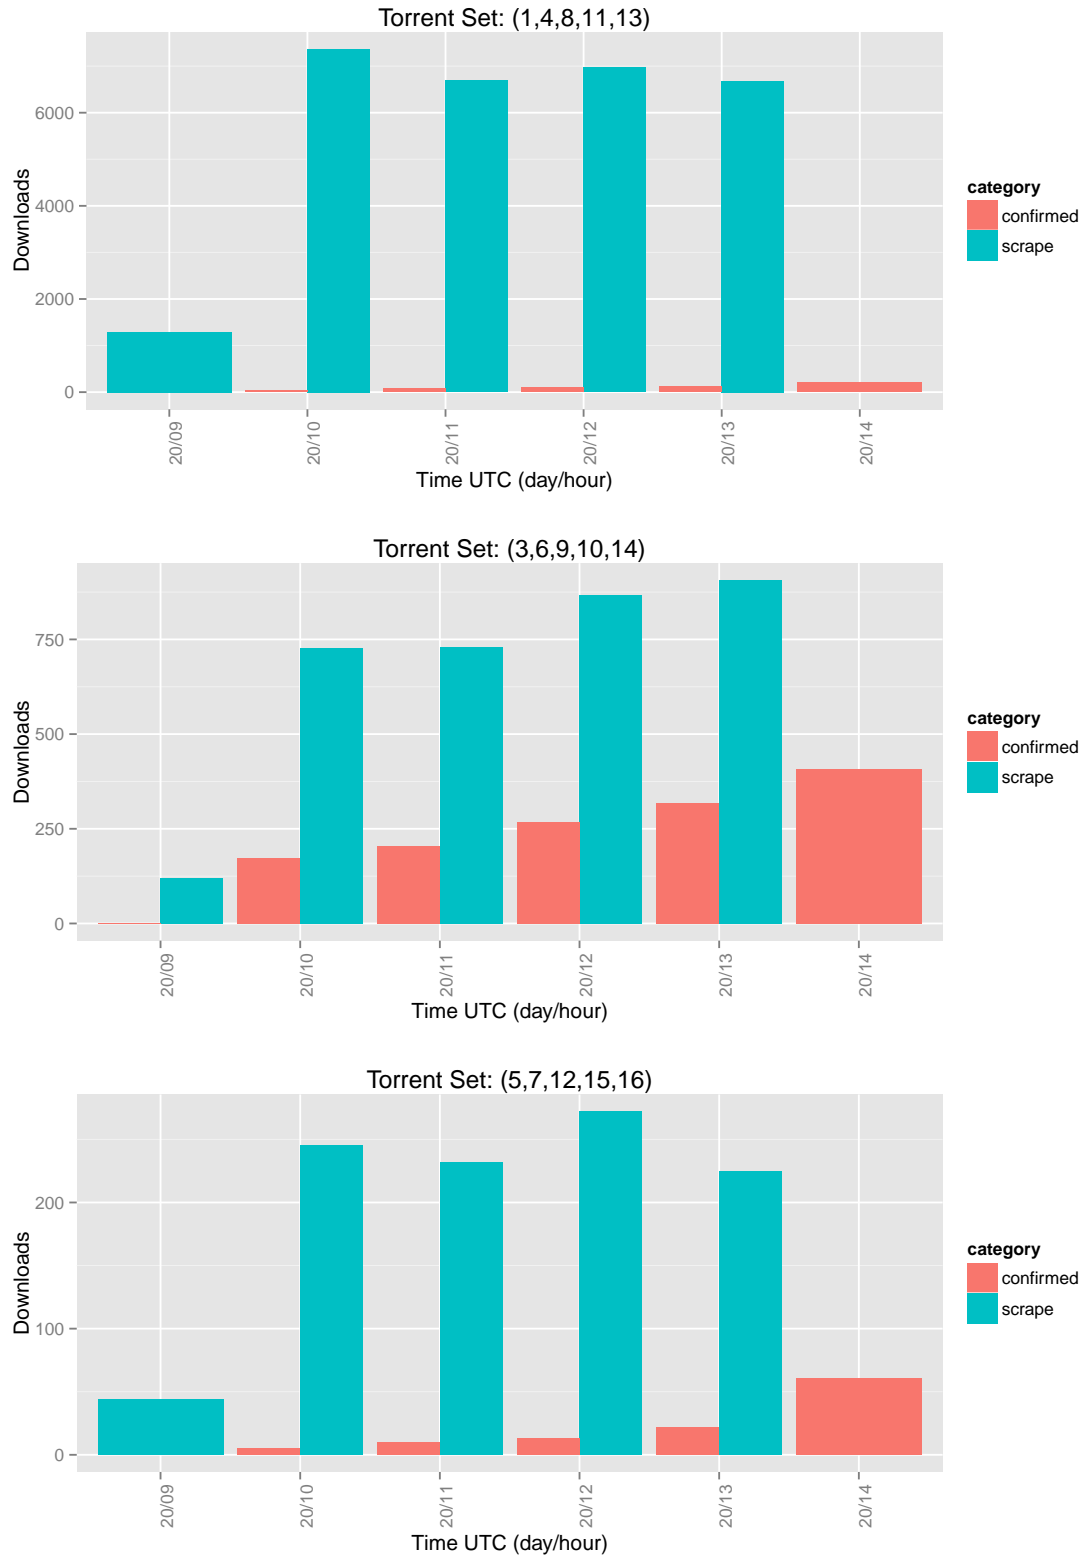 Torrent Set: (1,4,8,11,13)
Downloads
6000
4000
2000
0
20/09
20/10
20/11
20/12
20/13
20/14
Time UTC (day/hour)
category
confirmed
scrape
Torrent Set: (3,6,9,10,14)
Downloads
750
500
250
0
20/09
20/10
20/11
20/12
20/13
20/14
Time UTC (day/hour)
category
confirmed
scrape
Torrent Set: (5,7,12,15,16)
Downloads
200
100
0
20/09
20/10
20/11
20/12
20/13
20/14
Time UTC (day/hour)
category
confirmed
scrape